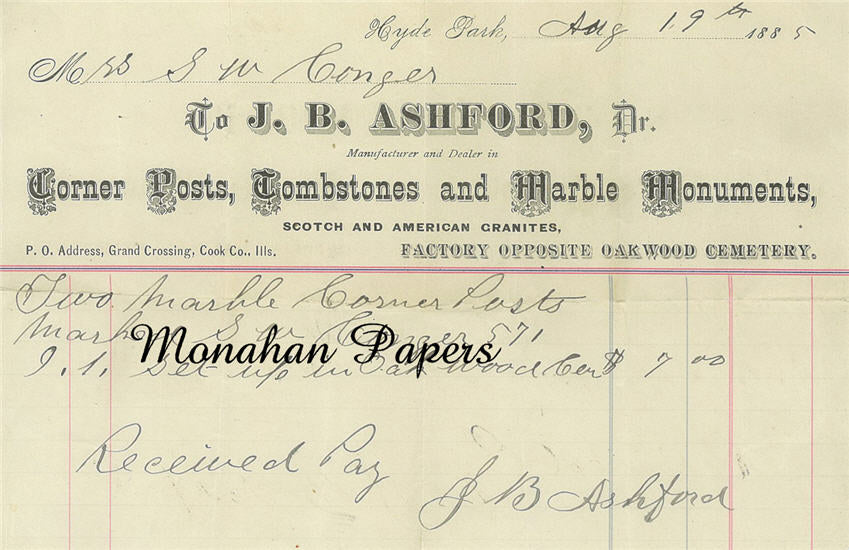 Hyde Park, Aug 19th 1885
Mrs S W Conger
To J. B. ASHFORD, Dr.
Manufacturer and Dealer in
Corner Posts, Tombstones and Marble Monuments,
SCOTCH AND AMERICAN GRANITES,
P. O. Address, Grand Crossing, Cook Co., Ills. FACTORY OPPOSITE OAKWOOD CEMETERY.
Two Marble Corner Posts
S W Conger 571
Monahan Papers
set up in Oakwood Cem $ 7 00
Received Pay
J B Ashford